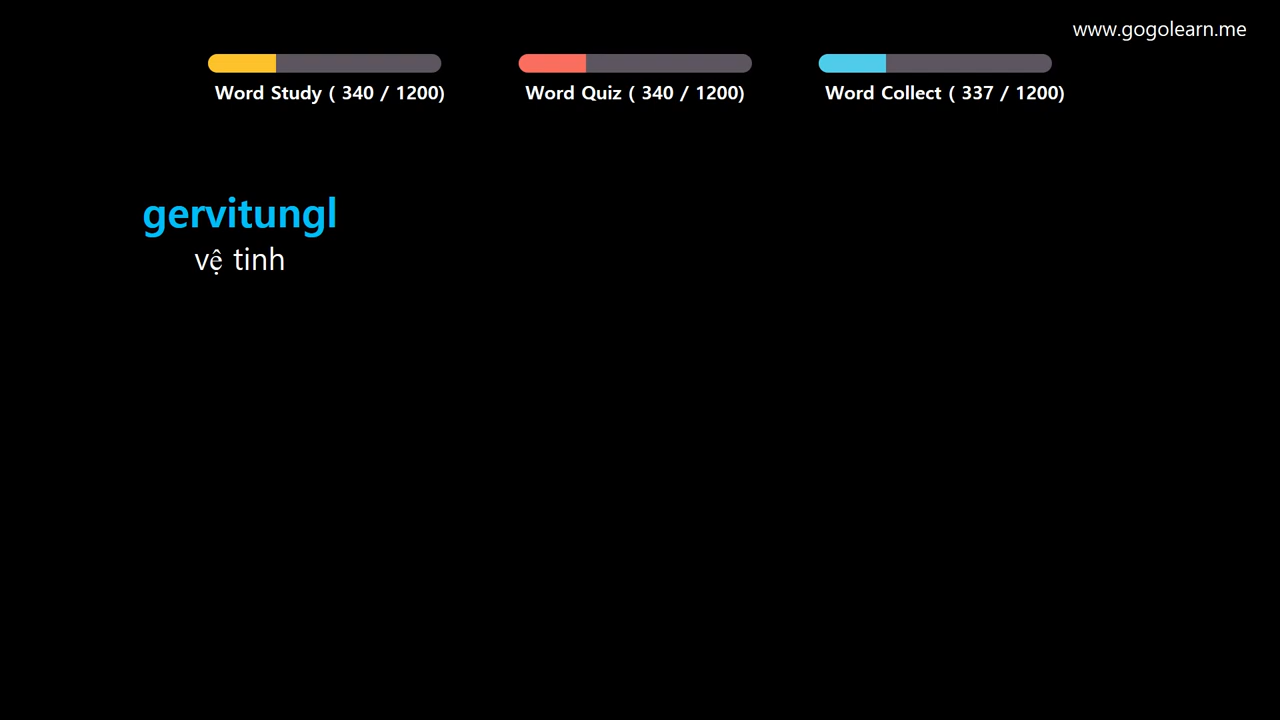 www.gogolearn.me
Word Study ( 340 / 1200)
Word Quiz ( 340 / 1200)
Word Collect ( 337 / 1200)
gervitungl
vệ tinh